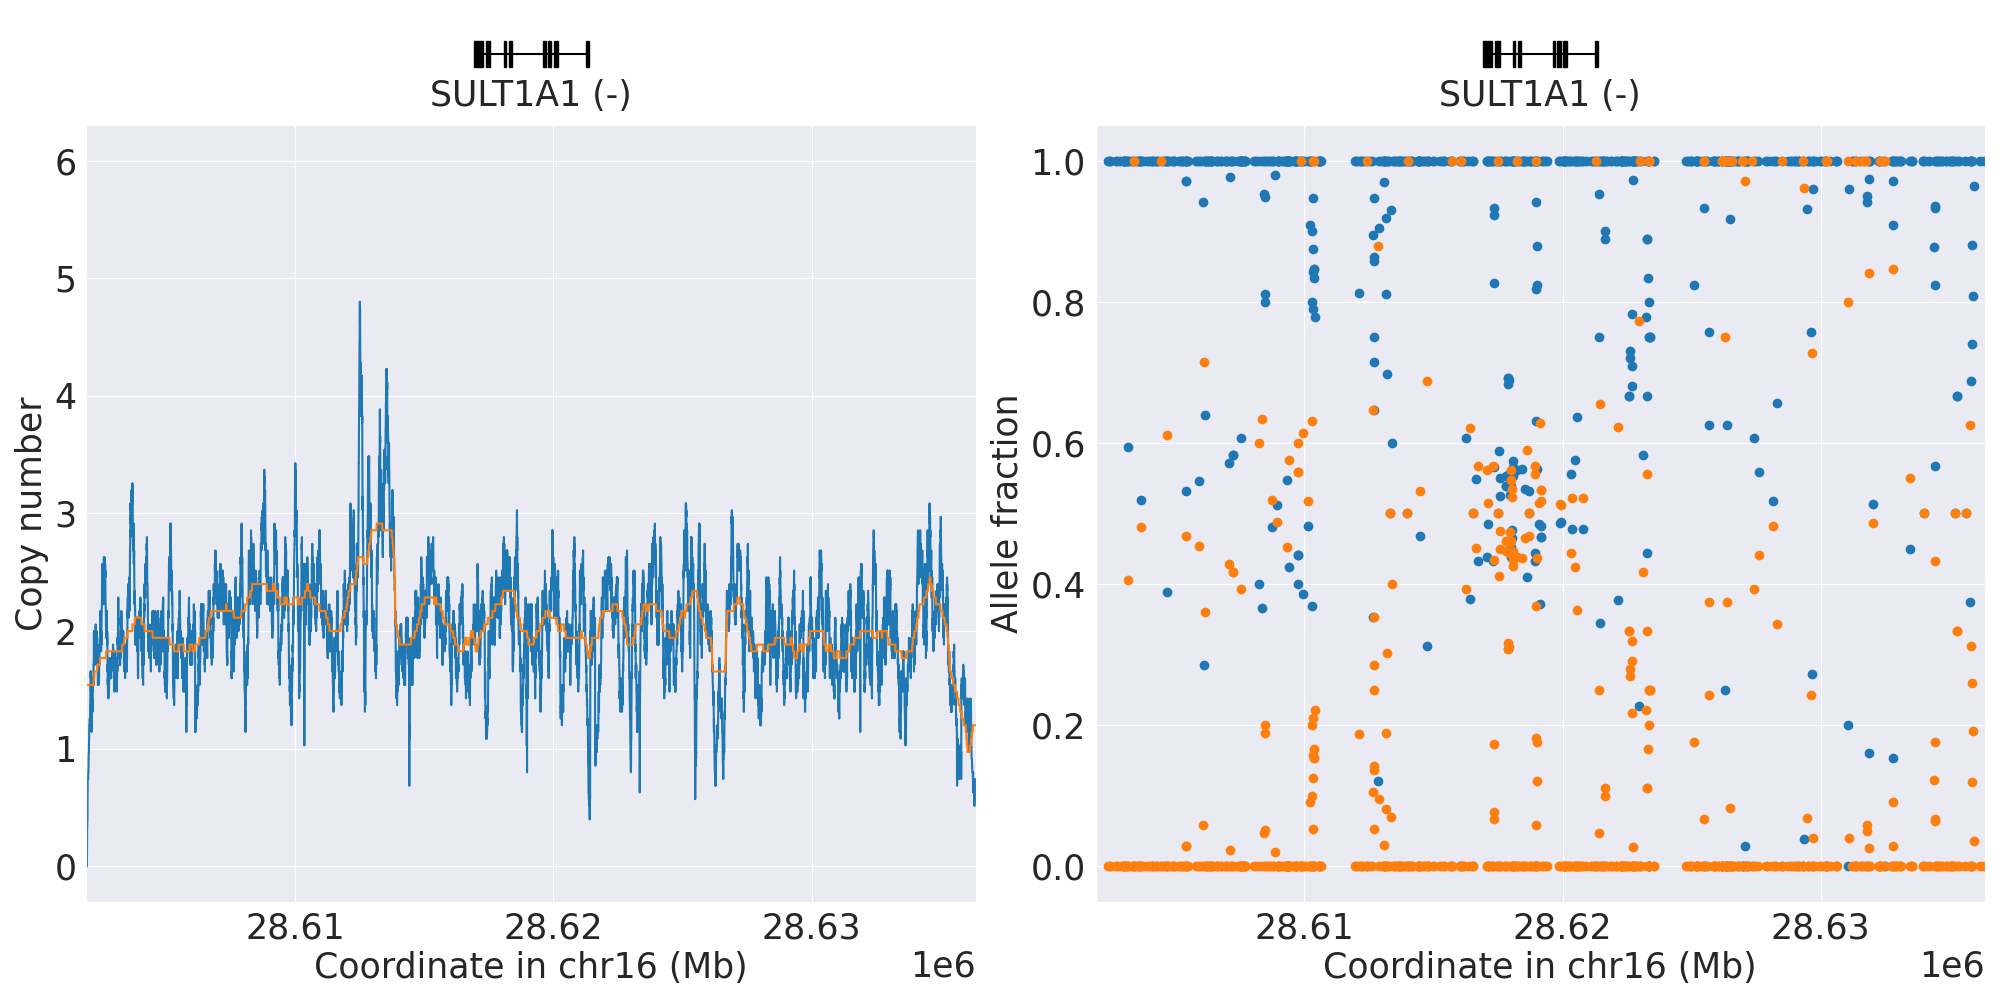 SULT1A1 (-)
SULT1A1 (-)
Copy number
6
5
4
3
2
1
0
28.61
28.62
28.63
Coordinate in chr16 (Mb)
1e6
Allele fraction
1.0
0.8
0.6
0.4
0.2
0.0
28.61
28.62
28.63
Coordinate in chr16 (Mb)
1e6